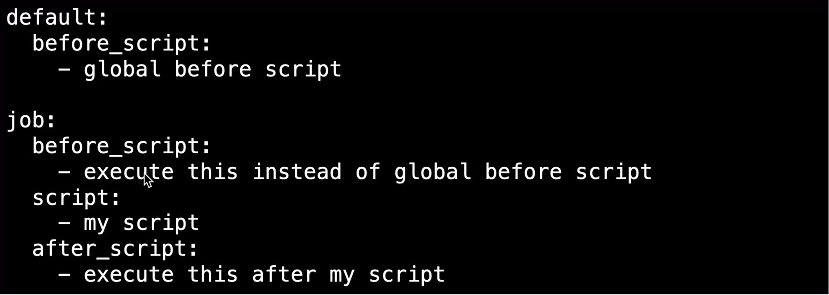 default:
  before_script:
    - global before script

job:
  before_script:
    - execute this instead of global before script
  script:
    - my script
  after_script:
    - execute this after my script